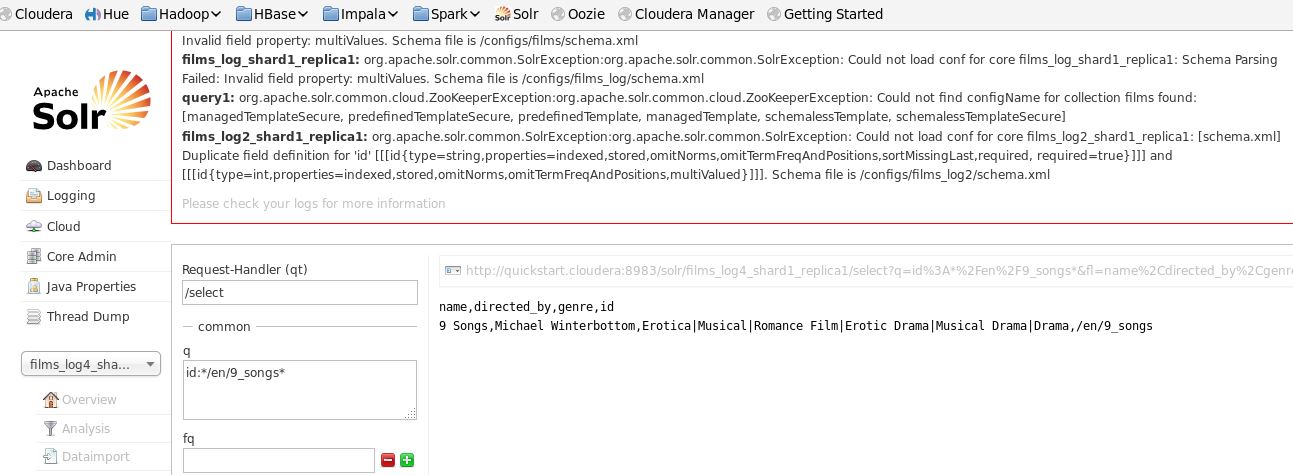 Cloudera Hue Hadoop HBase Impala Spark Solr Oozie Cloudera Manager Getting Started
Invalid field property: multiValues. Schema file is /configs/films/schema.xml
films_log_shard1_replica1: org.apache.solr.common.SolrException:org.apache.solr.common.SolrException: Could not load conf for core films_log_shard1_replica1: Schema Parsing
Failed: Invalid field property: multiValues. Schema file is /configs/films_log/schema.xml
query1: org.apache.solr.common.cloud.ZooKeeperException:org.apache.solr.common.cloud.ZooKeeperException: Could not find configName for collection films found:
[managedTemplateSecure, predefinedTemplateSecure, predefinedTemplate, managedTemplate, schemalessTemplate, schemalessTemplateSecure]
films_log2_shard1_replica1: org.apache.solr.common.SolrException:org.apache.solr.common.SolrException: Could not load conf for core films_log2_shard1_replica1: [schema.xml]
Duplicate field definition for 'id' [[[id{type=string,properties=indexed,stored,omitNorms,omitTermFreqAndPositions,sortMissingLast,required, required=true}]]] and
[[[id{type=int,properties=indexed,stored,omitNorms,omitTermFreqAndPositions,multiValued}]]]. Schema file is /configs/films_log2/schema.xml
Please check your logs for more information
Apache
Solr
Dashboard
Logging
Cloud
Core Admin
Java Properties
Thread Dump
films_log4_sha...
Overview
Analysis
Dataimport
Request-Handler (qt)
/select
common
q
id:*/en/9_songs*
fq
http://quickstart.cloudera:8983/solr/films_log4_shard1_replica1/select?q=id%3A*%2Fen%2F9_songs*&fl=name%2Cdirected_by%2Cgenre
name,directed_by,genre,id
9 Songs,Michael Winterbottom,Erotica|Musical|Romance Film|Erotic Drama|Musical Drama|Drama,/en/9_songs